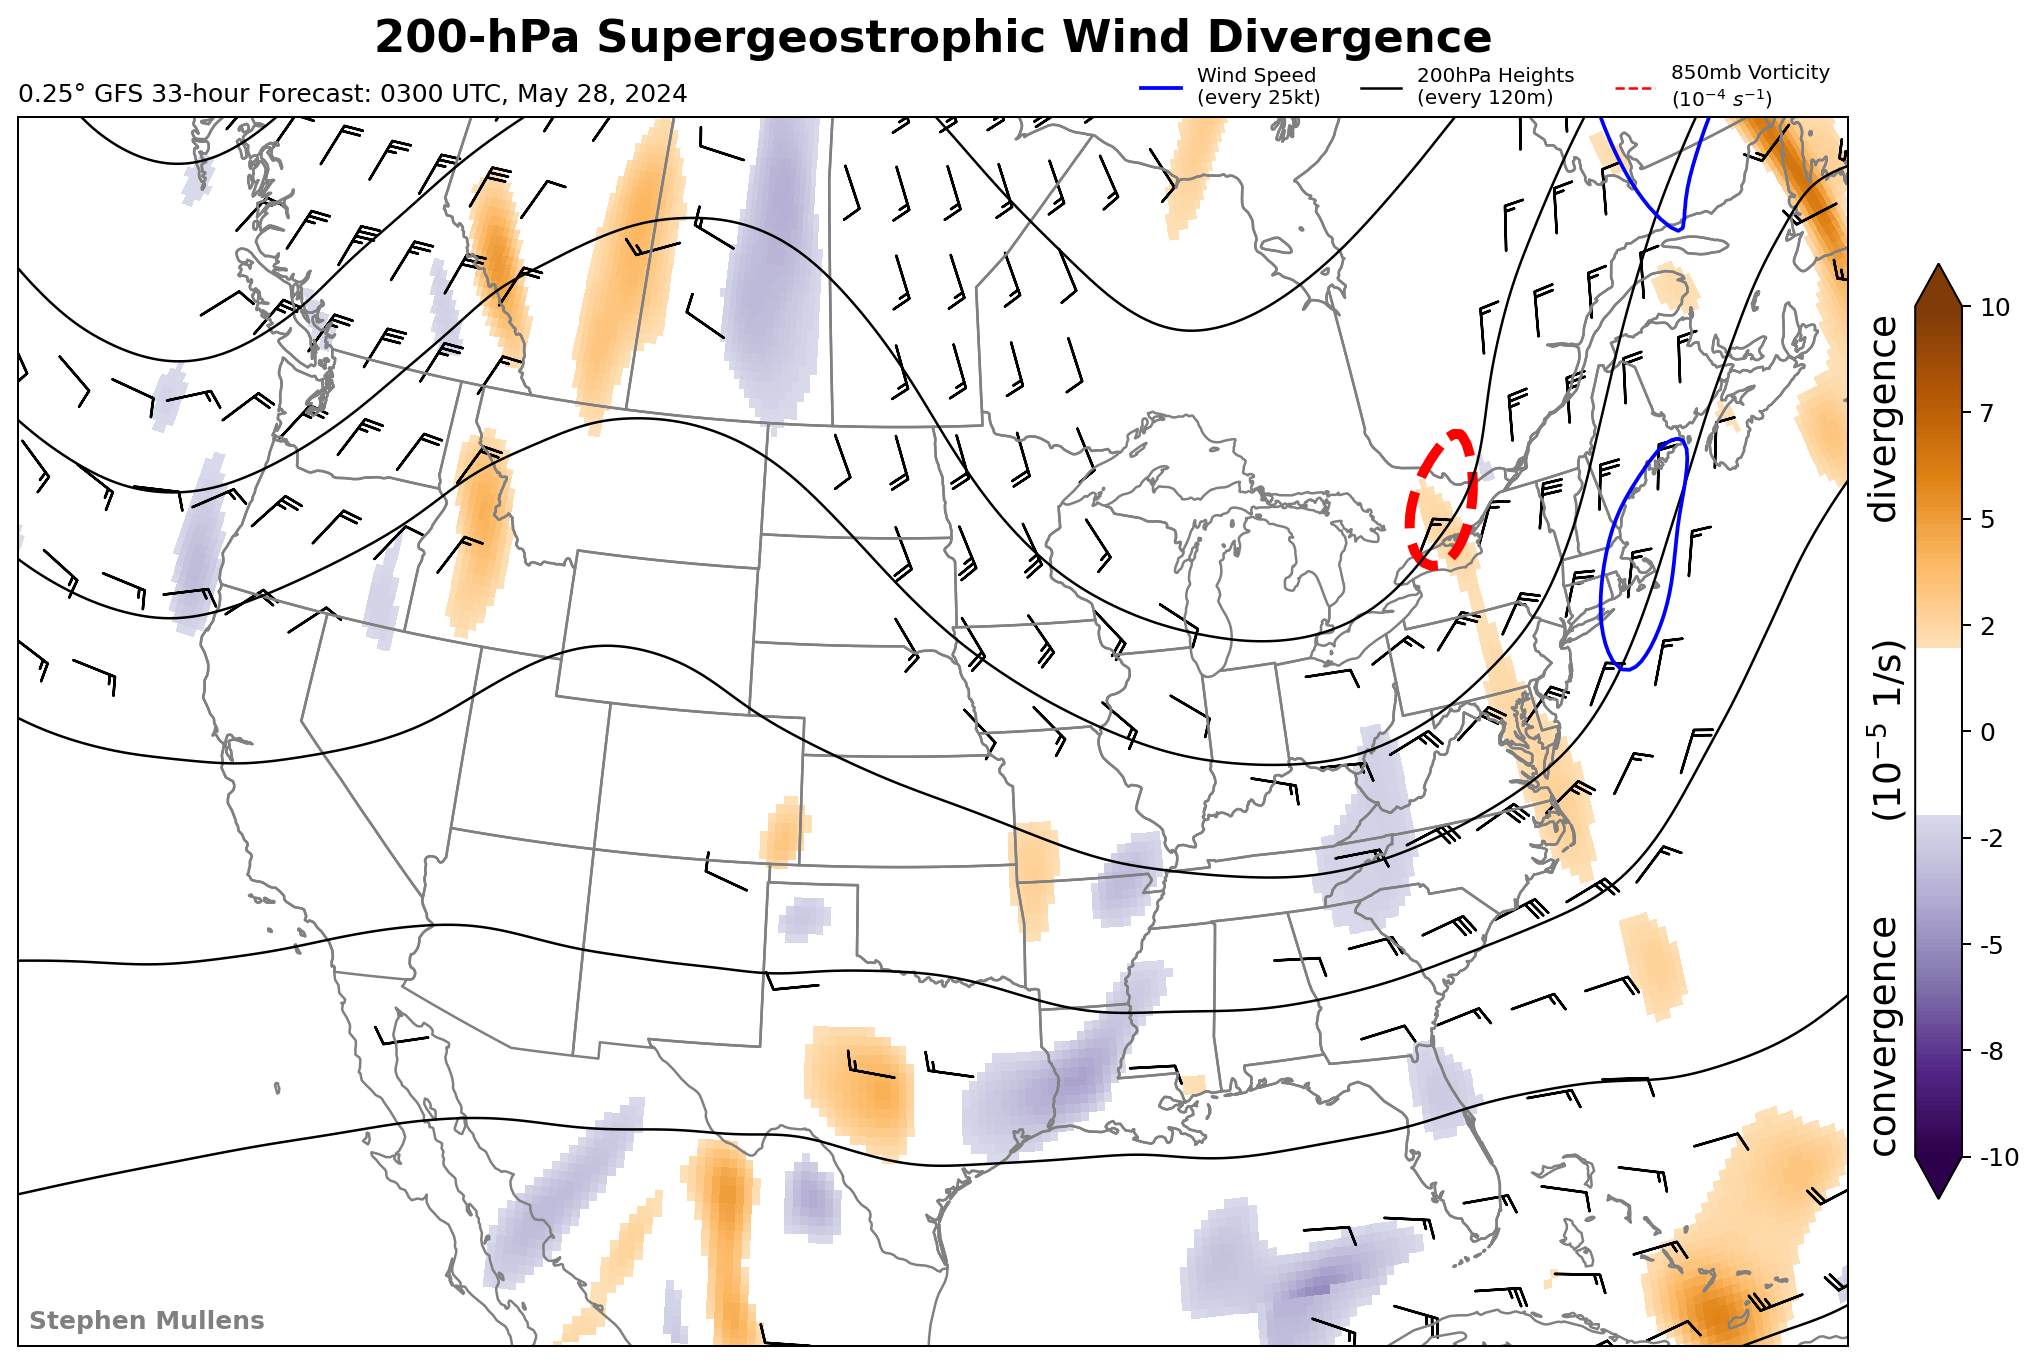 200-hPa Supergeostrophic Wind Divergence
0.25° GFS 33-hour Forecast: 0300 UTC, May 28, 2024
Wind Speed
(every 25kt)
200hPa Heights
(every 120m)
850mb Vorticity
(10⁻⁴ s⁻¹)
10
7
5
2
0
-2
-5
-8
-10
convergence (10⁻⁵ 1/s) divergence
Stephen Mullens